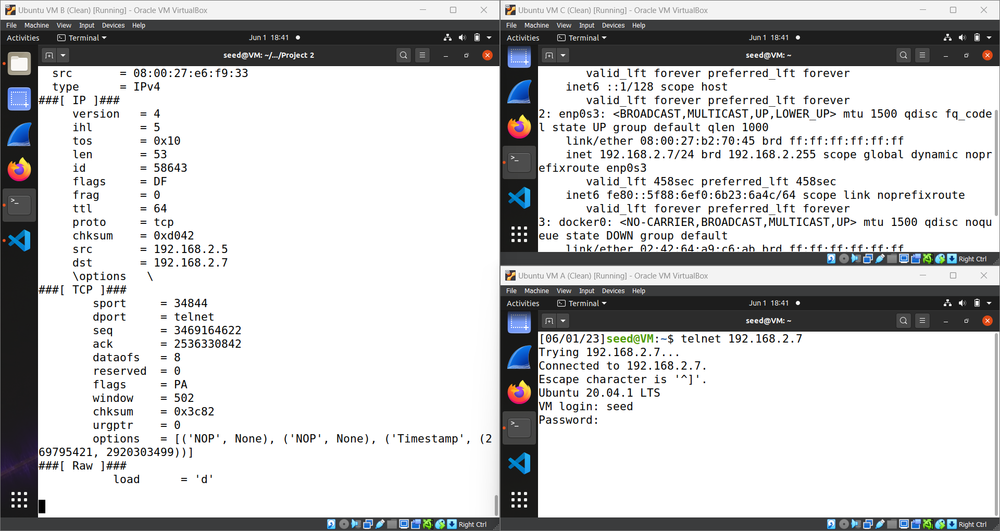 Ubuntu VM B (Clean) [Running] - Oracle VM VirtualBox
File Machine View Input Devices Help
Activities Terminal Jun 1 18:41
seed@VM: ~/.../Project 2
  src       = 08:00:27:e6:f9:33
  type      = IPv4
###[ IP ]###
     version   = 4
     ihl       = 5
     tos       = 0x10
     len       = 53
     id        = 58643
     flags     = DF
     frag      = 0
     ttl       = 64
     proto     = tcp
     chksum    = 0xd042
     src       = 192.168.2.5
     dst       = 192.168.2.7
     \options   \
###[ TCP ]###
        sport     = 34844
        dport     = telnet
        seq       = 3469164622
        ack       = 2536330842
        dataofs   = 8
        reserved  = 0
        flags     = PA
        window    = 502
        chksum    = 0x3c82
        urgptr    = 0
        options   = [('NOP', None), ('NOP', None), ('Timestamp', (2
69795421, 2920303499))]
###[ Raw ]###
           load      = 'd'
Right Ctrl
Ubuntu VM C (Clean) [Running] - Oracle VM VirtualBox
File Machine View Input Devices Help
Activities Terminal Jun 1 18:41
seed@VM: ~
       valid_lft forever preferred_lft forever
    inet6 ::1/128 scope host
       valid_lft forever preferred_lft forever
2: enp0s3: <BROADCAST,MULTICAST,UP,LOWER_UP> mtu 1500 qdisc fq_code
l state UP group default qlen 1000
    link/ether 08:00:27:b2:70:45 brd ff:ff:ff:ff:ff:ff
    inet 192.168.2.7/24 brd 192.168.2.255 scope global dynamic nopr
efixroute enp0s3
       valid_lft 458sec preferred_lft 458sec
    inet6 fe80::5f88:6ef0:6b23:6a4c/64 scope link noprefixroute
       valid_lft forever preferred_lft forever
3: docker0: <NO-CARRIER,BROADCAST,MULTICAST,UP> mtu 1500 qdisc noqu
eue state DOWN group default
    link/ether 02:42:64:a9:c6:ab brd ff:ff:ff:ff:ff:ff
Right Ctrl
Ubuntu VM A (Clean) [Running] - Oracle VM VirtualBox
File Machine View Input Devices Help
Activities Terminal Jun 1 18:41
seed@VM: ~
[06/01/23]seed@VM:~$ telnet 192.168.2.7
Trying 192.168.2.7...
Connected to 192.168.2.7.
Escape character is '^]'.
Ubuntu 20.04.1 LTS
VM login: seed
Password:
Right Ctrl